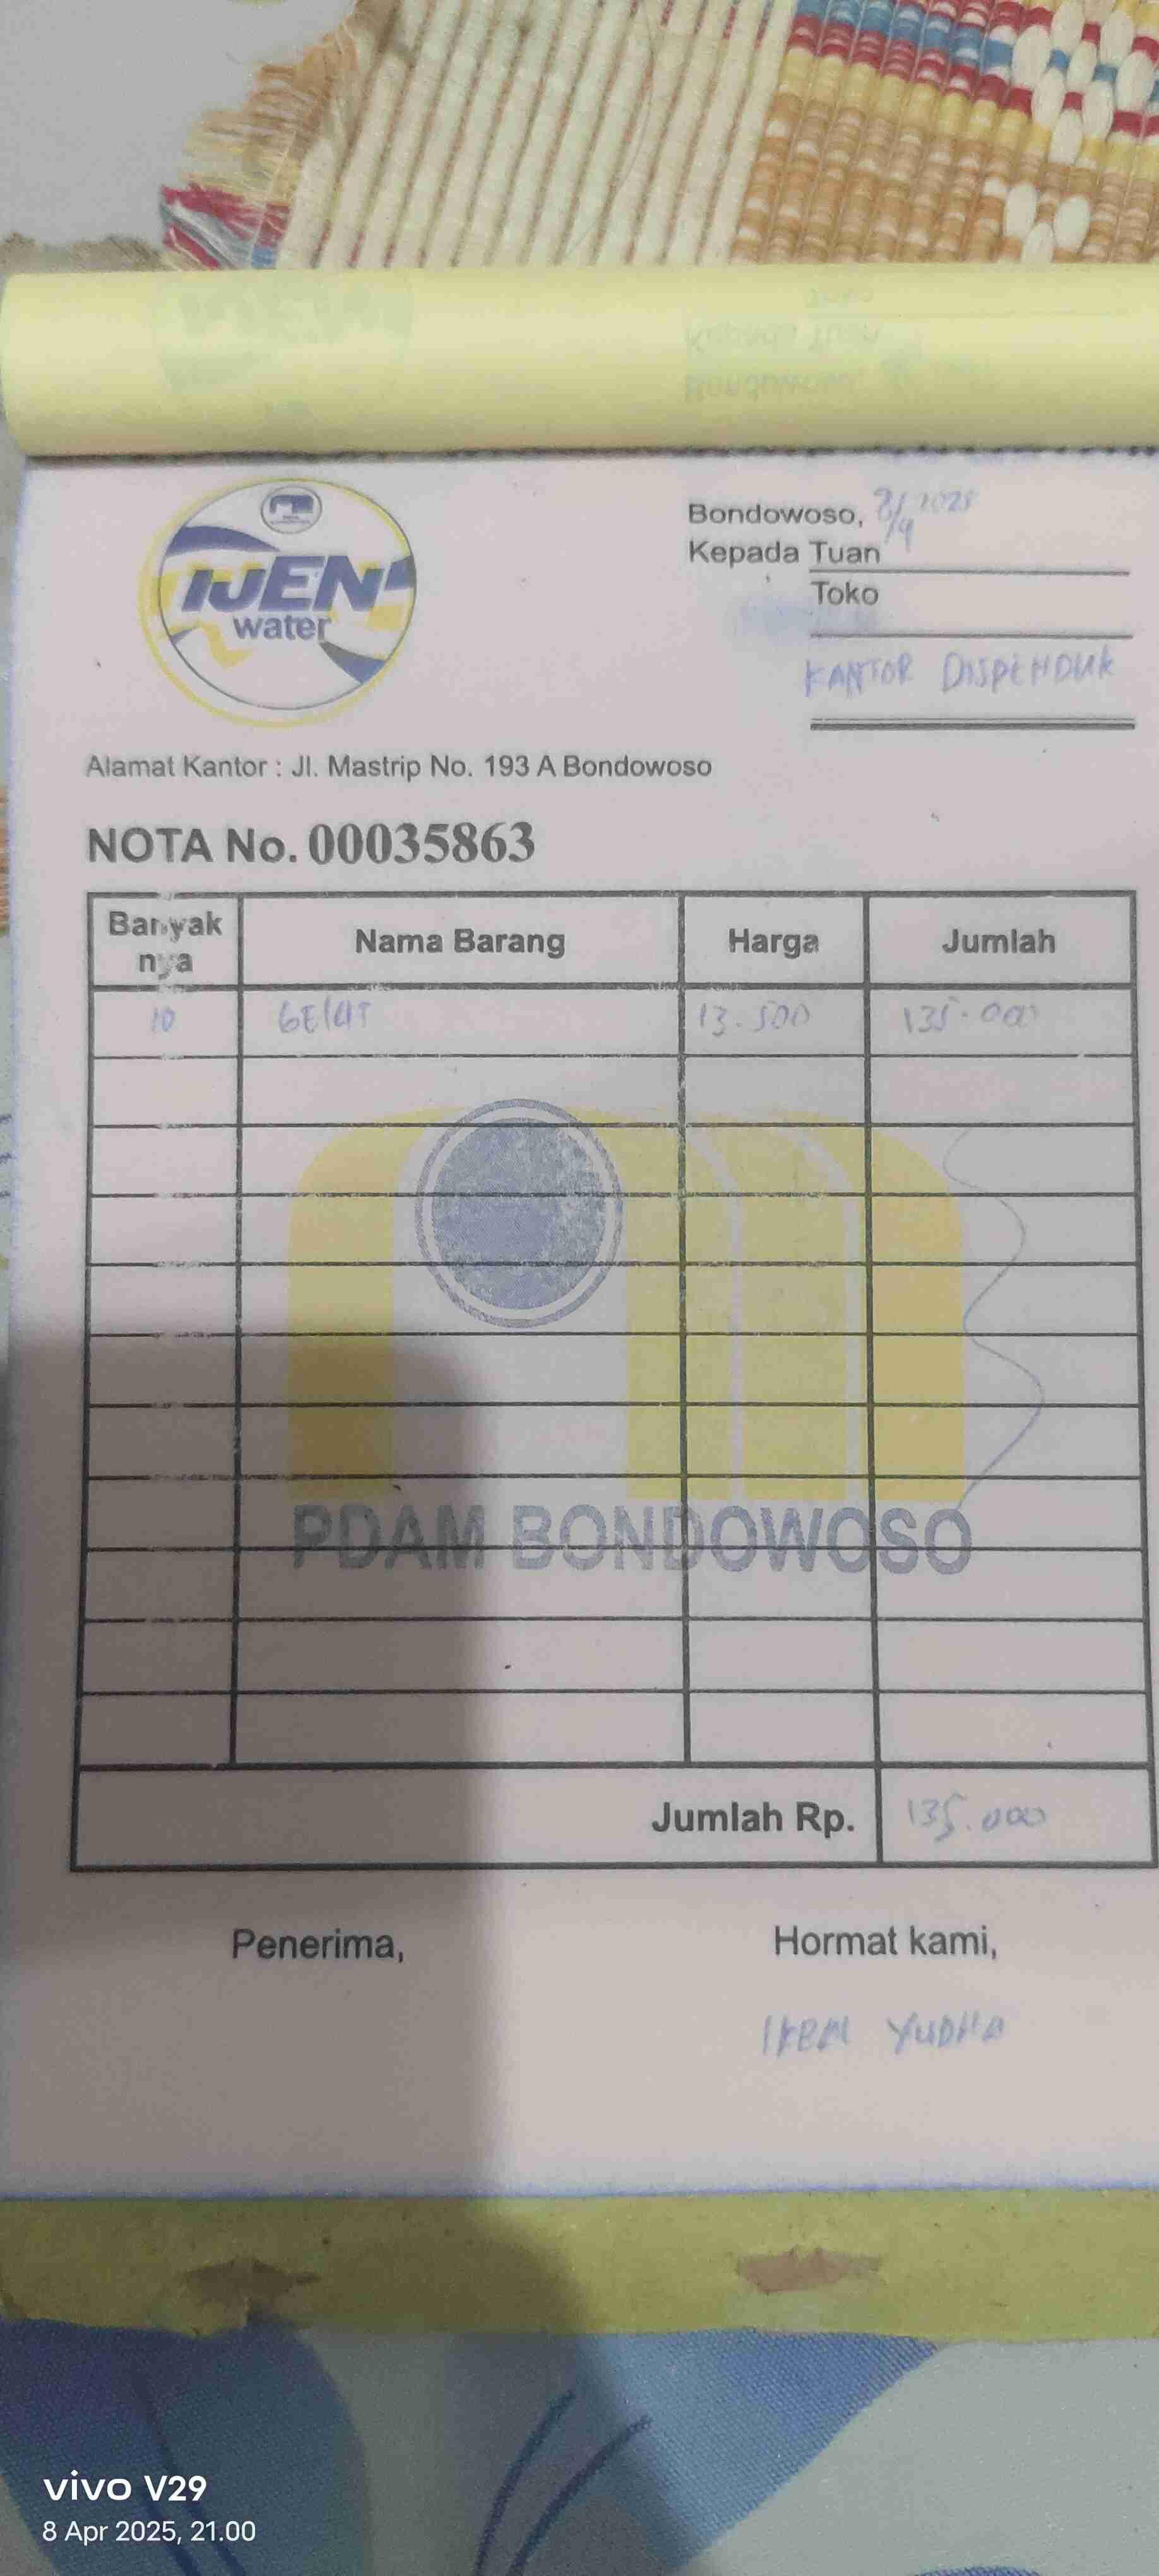 IJEN
water
Bondowoso, 8/4 2025
Kepada Tuan
Toko
KANTOR DISPENDUK
Alamat Kantor : Jl. Mastrip No. 193 A Bondowoso
NOTA No. 00035863
Banyak nya Nama Barang Harga Jumlah
10 GElAS 13.500 135.000
PDAM BONDOWOSO
Jumlah Rp. 135.000
Penerima, Hormat kami,
YUDHA
vivo V29
8 Apr 2025, 21.00